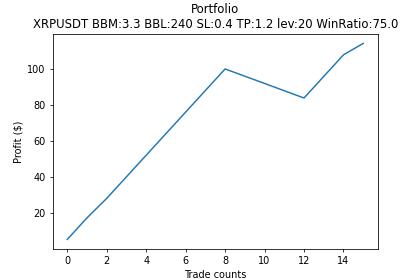 Portfolio
XRPUSDT BBM:3.3 BBL:240 SL:0.4 TP:1.2 lev:20 WinRatio:75.0
100
80
60
40
20
Profit ($)
0 2 4 6 8 10 12 14
Trade counts